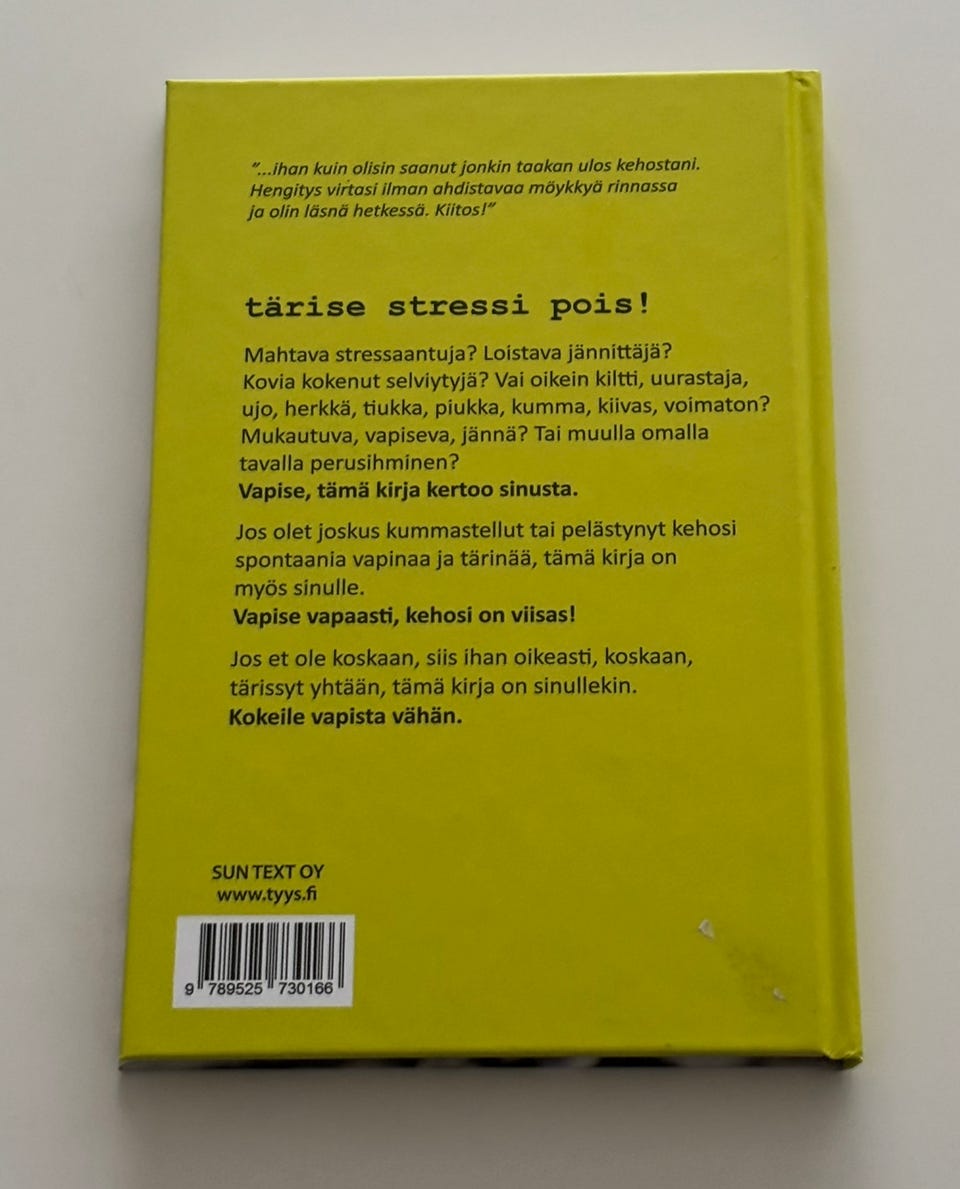 "...ihan kuin olisin saanut jonkin taakan ulos kehostani.
Hengitys virtasi ilman ahdistavaa möykkyä rinnassa
ja olin läsnä hetkessä. Kiitos!"
tärise stressi pois!
Mahtava stressaantuja? Loistava jännittäjä?
Kovia kokenut selviytyjä? Vai oikein kiltti, uurastaja,
ujo, herkkä, tiukka, piukka, kumma, kiivas, voimaton?
Mukautuva, vapiseva, jännä? Tai muulla omalla
tavalla perusihminen?
Vapise, tämä kirja kertoo sinusta.
Jos olet joskus kummastellut tai pelästynyt kehosi
spontaania vapinaa ja tärinää, tämä kirja on
myös sinulle.
Vapise vapaasti, kehosi on viisas!
Jos et ole koskaan, siis ihan oikeasti, koskaan,
tärissyt yhtään, tämä kirja on sinullekin.
Kokeile vapista vähän.
SUN TEXT OY
www.tyys.fi
9 789525 730166